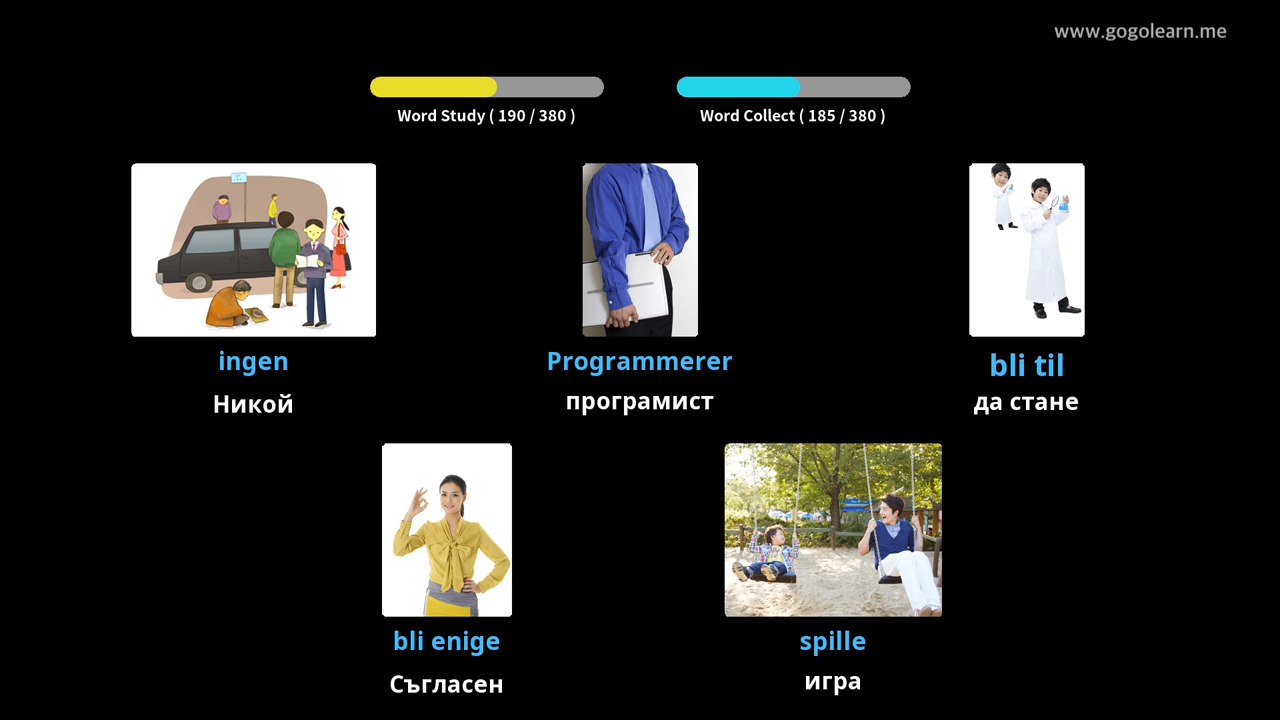 www.gogolearn.me
Word Study ( 190 / 380 )
Word Collect ( 185 / 380 )
ingen
Programmerer
bli til
Никой
програмист
да стане
bli enige
spille
Съгласен
игра